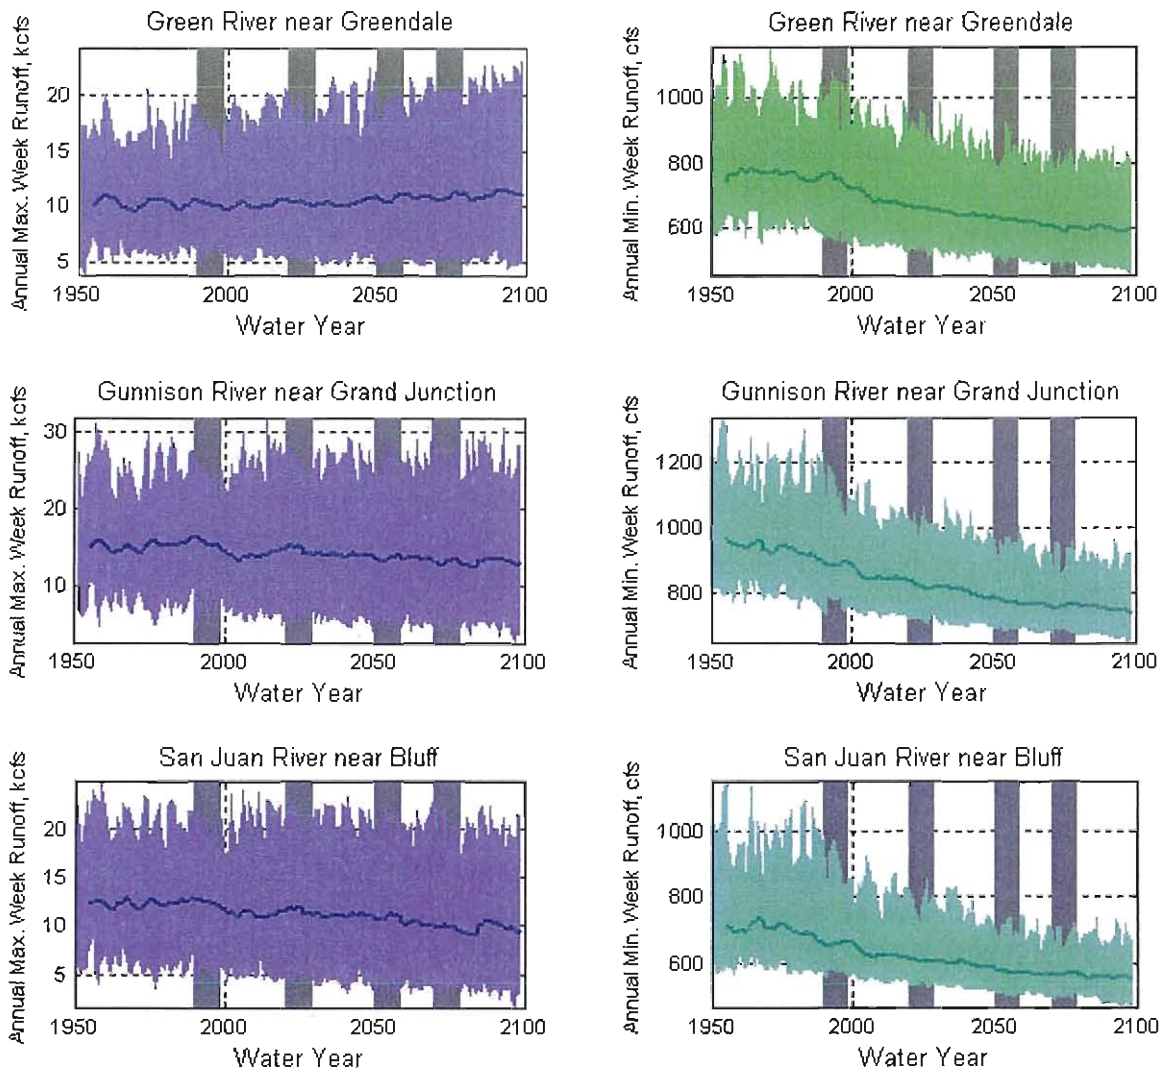 Green River near Greendale
Annual Max. Week Runoff, kcfs
20
15
10
5
1950 2000 2050 2100
Water Year
Green River near Greendale
Annual Min. Week Runoff, cfs
1000
800
600
1950 2000 2050 2100
Water Year
Gunnison River near Grand Junction
Annual Max. Week Runoff, kcfs
30
20
10
1950 2000 2050 2100
Water Year
Gunnison River near Grand Junction
Annual Min. Week Runoff, cfs
1200
1000
800
1950 2000 2050 2100
Water Year
San Juan River near Bluff
Annual Max. Week Runoff, kcfs
20
15
10
5
1950 2000 2050 2100
Water Year
San Juan River near Bluff
Annual Min. Week Runoff, cfs
1000
800
600
1950 2000 2050 2100
Water Year